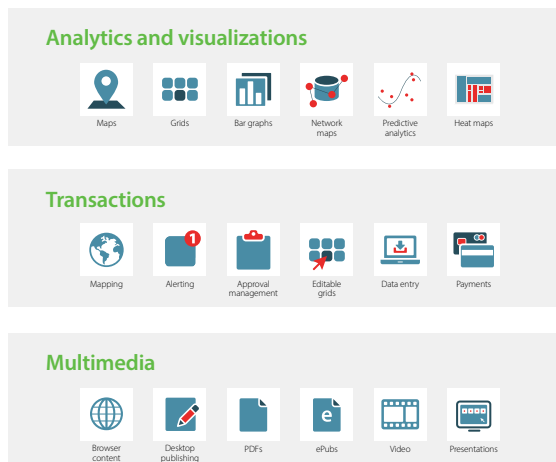 Analytics and visualizations
Maps
Grids
Bar graphs
Network
maps
Predictive
analytics
Heat maps
Transactions
1
Mapping
Alerting
Approval
management
Editable
grids
Data entry
Payments
Multimedia
e
Browser
content
Desktop
publishing
PDFs
ePubs
Video
Presentations